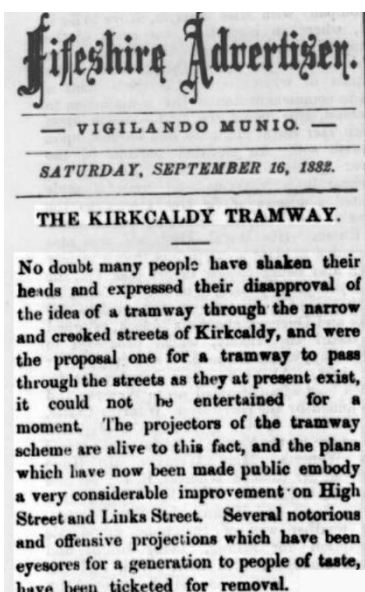 Fifeshire Advertiser.
— VIGILANDO MUNIO. —
SATURDAY, SEPTEMBER 16, 1882.
THE KIRKCALDY TRAMWAY.
No doubt many people have shaken their
heads and expressed their disapproval of
the idea of a tramway through the narrow
and crooked streets of Kirkcaldy, and were
the proposal one for a tramway to pass
through the streets as they at present exist,
it could not be entertained for a
moment. The projectors of the tramway
scheme are alive to this fact, and the plans
which have now been made public embody
a very considerable improvement on High
Street and Links Street. Several notorious
and offensive projections which have been
eyesores for a generation to people of taste,
have been ticketed for removal.